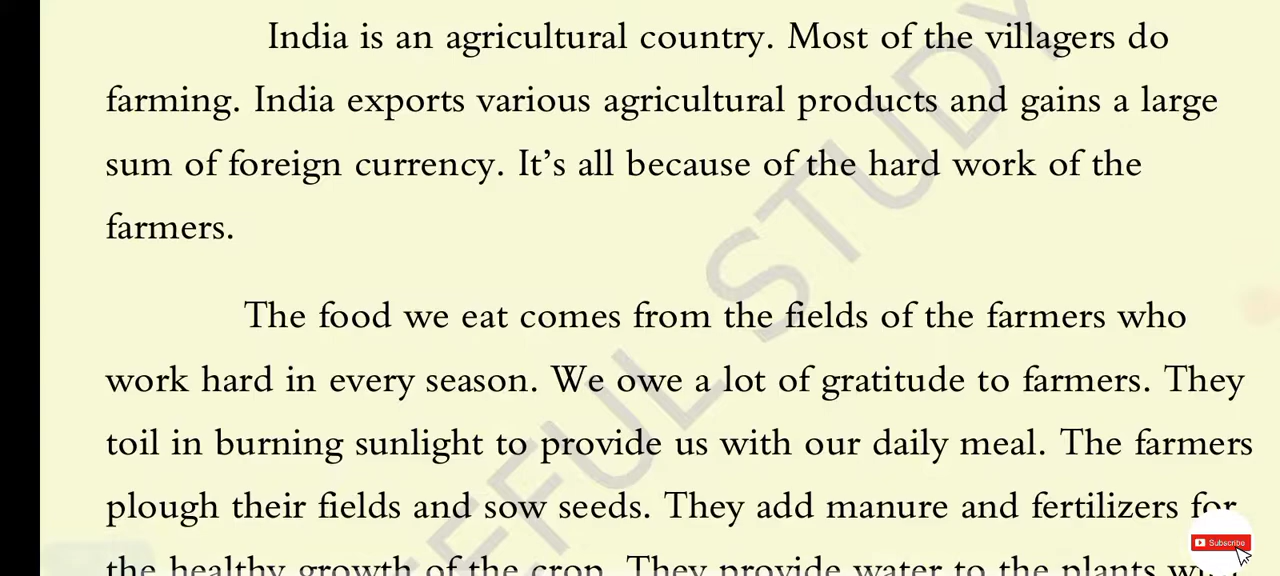 India is an agricultural country. Most of the villagers do
farming. India exports various agricultural products and gains a large
sum of foreign currency. It’s all because of the hard work of the
farmers.
The food we eat comes from the fields of the farmers who
work hard in every season. We owe a lot of gratitude to farmers. They
toil in burning sunlight to provide us with our daily meal. The farmers
plough their fields and sow seeds. They add manure and fertilizers for
the healthy growth of the crop. They provide water to the plants
Subscribe
STUDY